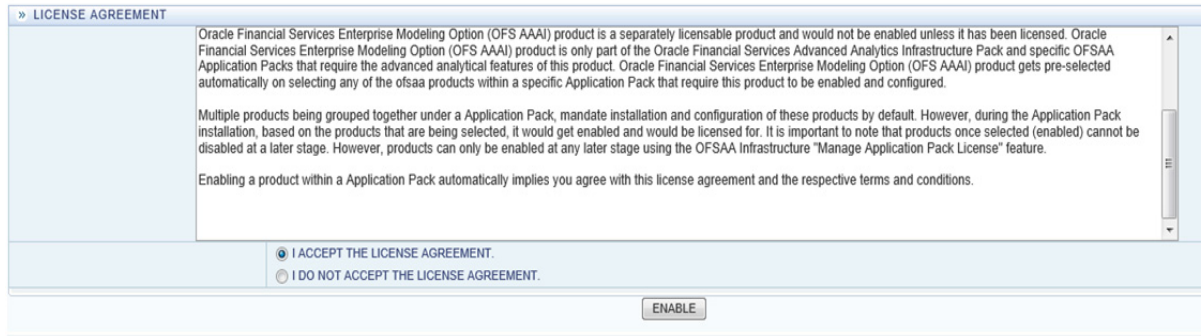 » LICENSE AGREEMENT
Oracle Financial Services Enterprise Modeling Option (OFS AAAI) product is a separately licensable product and would not be enabled unless it has been licensed. Oracle
Financial Services Enterprise Modeling Option (OFS AAAI) product is only part of the Oracle Financial Services Advanced Analytics Infrastructure Pack and specific OFSAA
Application Packs that require the advanced analytical features of this product. Oracle Financial Services Enterprise Modeling Option (OFS AAAI) product gets pre-selected
automatically on selecting any of the ofsaa products within a specific Application Pack that require this product to be enabled and configured.
Multiple products being grouped together under a Application Pack, mandate installation and configuration of these products by default. However, during the Application Pack
installation, based on the products that are being selected, it would get enabled and would be licensed for. It is important to note that products once selected (enabled) cannot be
disabled at a later stage. However, products can only be enabled at any later stage using the OFSAA Infrastructure "Manage Application Pack License" feature.
Enabling a product within a Application Pack automatically implies you agree with this license agreement and the respective terms and conditions.
I ACCEPT THE LICENSE AGREEMENT.
I DO NOT ACCEPT THE LICENSE AGREEMENT.
ENABLE